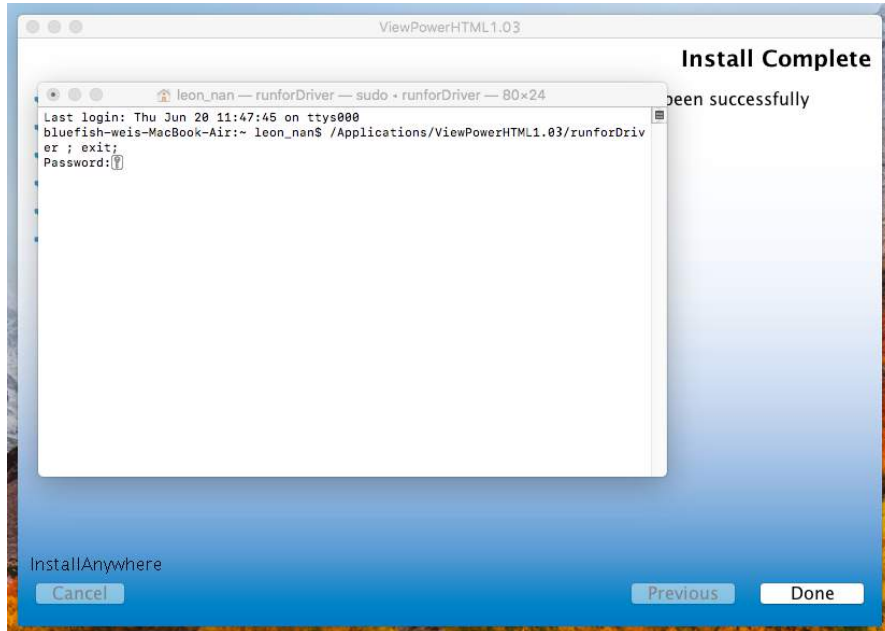 ViewPowerHTML1.03
Install Complete
been successfully
leon_nan — runforDriver — sudo • runforDriver — 80×24
Last login: Thu Jun 20 11:47:45 on ttys000
bluefish-weis-MacBook-Air:~ leon_nan$ /Applications/ViewPowerHTML1.03/runforDriv
er ; exit;
Password:
InstallAnywhere
Cancel
Previous
Done